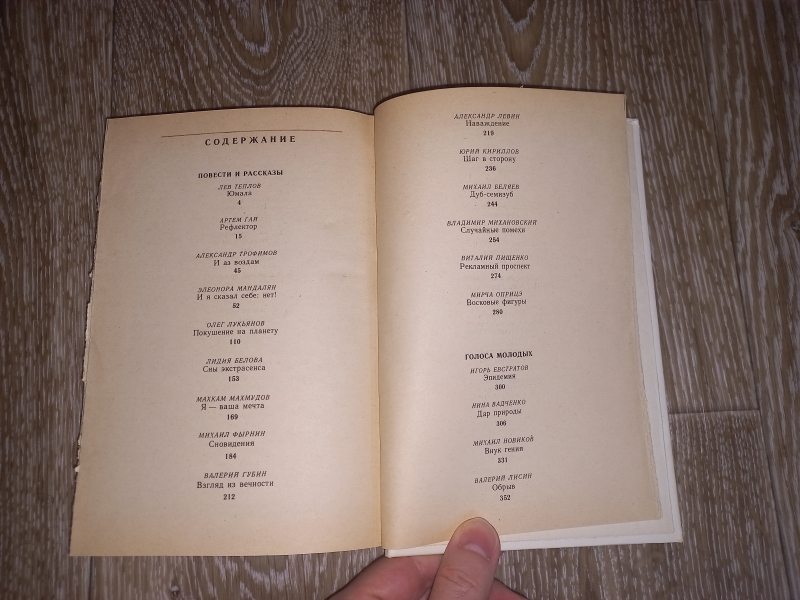 СОДЕРЖАНИЕ
ПОВЕСТИ И РАССКАЗЫ
ЛЕВ ТЕПЛОВ
Юмала
4
АРТЕМ ГАЙ
Рефлектор
15
АЛЕКСАНДР ТРОФИМОВ
И аз воздам
45
ЭЛЕОНОРА МАНДАЛЯН
И я сказал себе: нет!
52
ОЛЕГ ЛУКЬЯНОВ
Покушение на планету
110
ЛИДИЯ БЕЛОВА
Сны экстрасенса
153
МАХКАМ МАХМУДОВ
Я — ваша мечта
169
МИХАИЛ ФЫРНИН
Сновидения
184
ВАЛЕРИЙ ГУБИН
Взгляд из вечности
212
АЛЕКСАНДР ЛЕВИН
Наваждение
219
ЮРИЙ КИРИЛЛОВ
Шаг в сторону
236
МИХАИЛ БЕЛЯЕВ
Дуб-семизуб
244
ВЛАДИМИР МИХАНОВСКИЙ
Случайные помехи
254
ВИТАЛИЙ ПИЩЕНКО
Рекламный проспект
274
МИРЧА ОПРИЦЭ
Восковые фигуры
280
ГОЛОСА МОЛОДЫХ
ИГОРЬ ЕВСТРАТОВ
Эпидемия
300
НИНА ВАДЧЕНКО
Дар природы
306
МИХАИЛ НОВИКОЙ
Внук гения
331
ВАЛЕРИЙ ЛИСИН
Обрыв
352